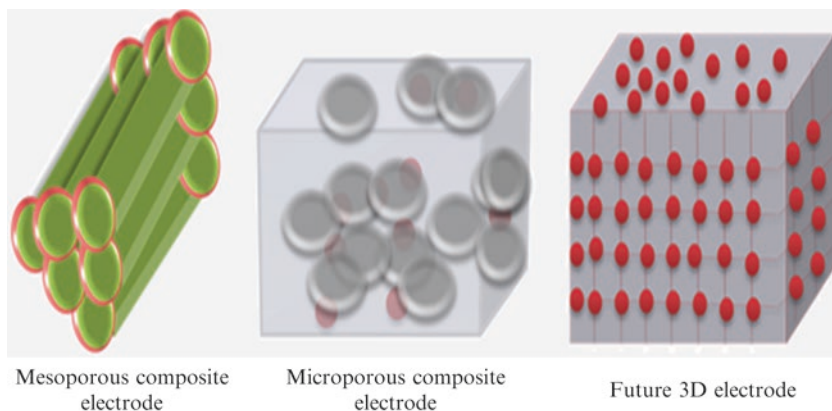 Mesoporous composite
electrode
Microporous composite
electrode
Future 3D electrode